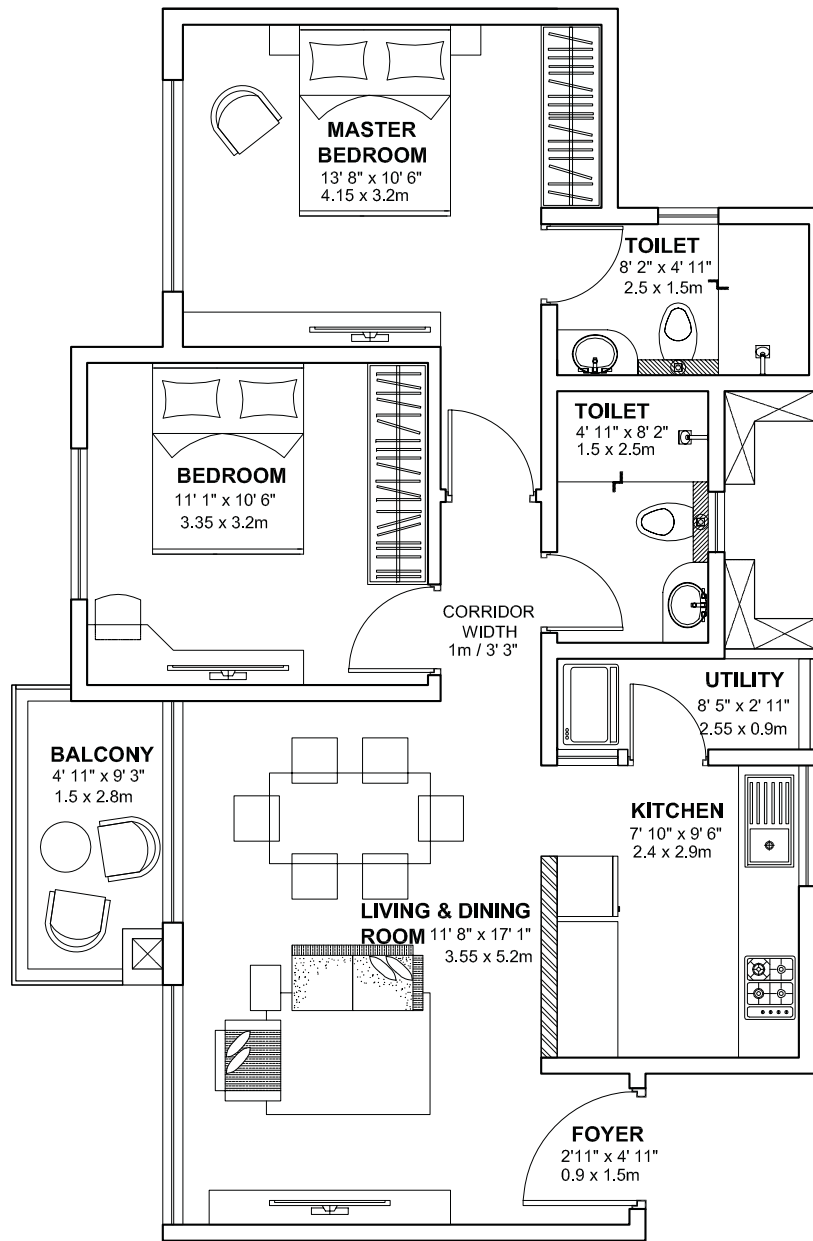 MASTER
BEDROOM
13' 8" x 10' 6"
4.15 x 3.2m
TOILET
8' 2" x 4' 11"
2.5 x 1.5m
TOILET
4' 11" x 8' 2"
1.5 x 2.5m
BEDROOM
11' 1" x 10' 6"
3.35 x 3.2m
CORRIDOR
WIDTH
1m / 3' 3"
UTILITY
8' 5" x 2' 11"
2.55 x 0.9m
BALCONY
4' 11" x 9' 3"
1.5 x 2.8m
KITCHEN
7' 10" x 9' 6"
2.4 x 2.9m
LIVING & DINING
ROOM 11' 8" x 17' 1"
3.55 x 5.2m
FOYER
2'11" x 4' 11"
0.9 x 1.5m